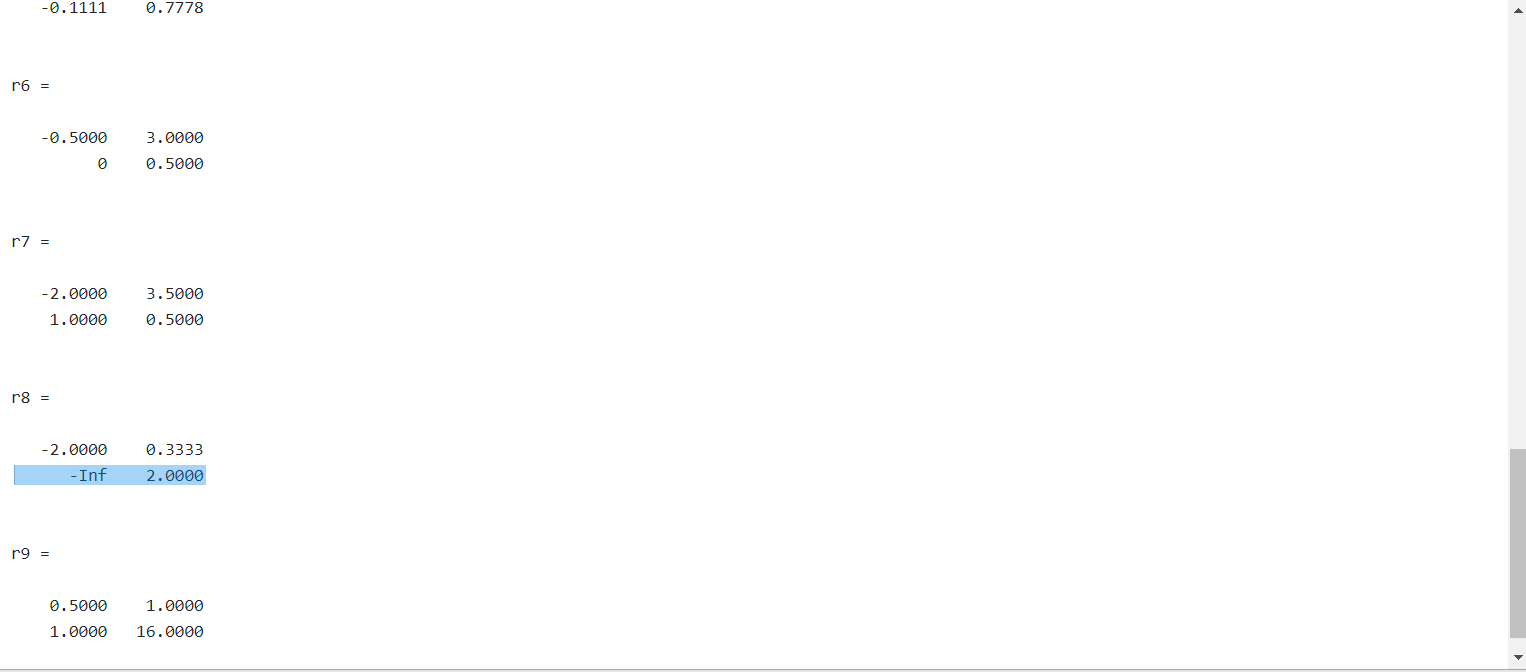 -0.1111    0.7778
r6 =
-0.5000    3.0000
0    0.5000
r7 =
-2.0000    3.5000
1.0000    0.5000
r8 =
-2.0000    0.3333
-Inf    2.0000
r9 =
0.5000    1.0000
1.0000   16.0000